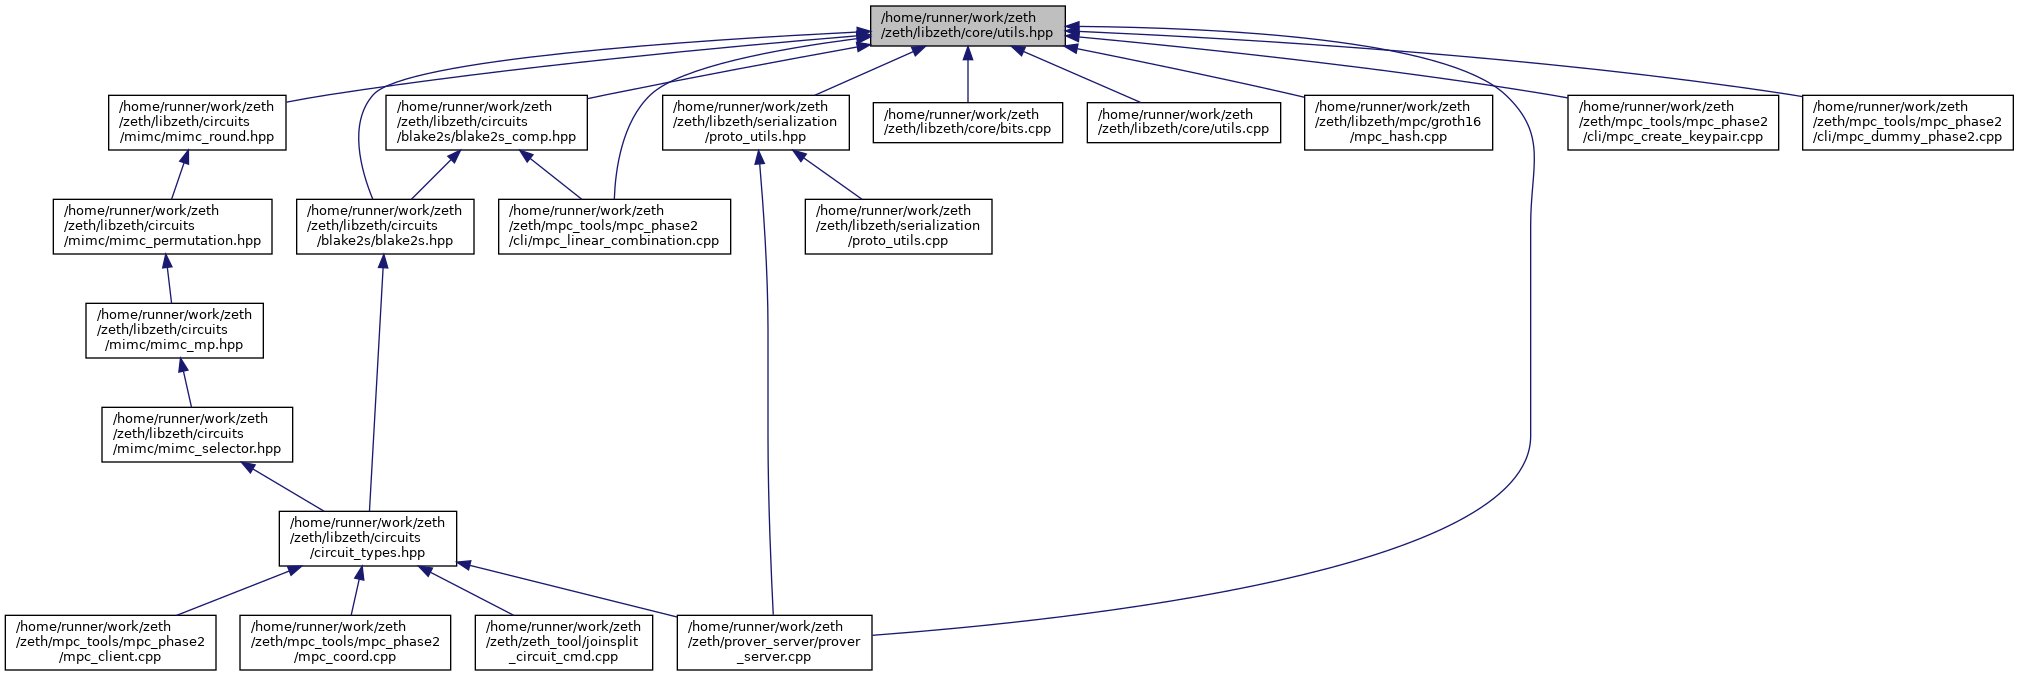 /home/runner/work/zeth
/zeth/libzeth/core/utils.hpp
/home/runner/work/zeth
/zeth/libzeth/circuits
/mimc/mimc_round.hpp
/home/runner/work/zeth
/zeth/libzeth/circuits
/blake2s/blake2s_comp.hpp
/home/runner/work/zeth
/zeth/libzeth/serialization
/proto_utils.hpp
/home/runner/work/zeth
/zeth/libzeth/core/bits.cpp
/home/runner/work/zeth
/zeth/libzeth/core/utils.cpp
/home/runner/work/zeth
/zeth/libzeth/mpc/groth16
/mpc_hash.cpp
/home/runner/work/zeth
/zeth/mpc_tools/mpc_phase2
/cli/mpc_create_keypair.cpp
/home/runner/work/zeth
/zeth/mpc_tools/mpc_phase2
/cli/mpc_dummy_phase2.cpp
/home/runner/work/zeth
/zeth/libzeth/circuits
/mimc/mimc_permutation.hpp
/home/runner/work/zeth
/zeth/libzeth/circuits
/blake2s/blake2s.hpp
/home/runner/work/zeth
/zeth/mpc_tools/mpc_phase2
/cli/mpc_linear_combination.cpp
/home/runner/work/zeth
/zeth/libzeth/serialization
/proto_utils.cpp
/home/runner/work/zeth
/zeth/libzeth/circuits
/mimc/mimc_mp.hpp
/home/runner/work/zeth
/zeth/libzeth/circuits
/mimc/mimc_selector.hpp
/home/runner/work/zeth
/zeth/libzeth/circuits
/circuit_types.hpp
/home/runner/work/zeth
/zeth/mpc_tools/mpc_phase2
/mpc_client.cpp
/home/runner/work/zeth
/zeth/mpc_tools/mpc_phase2
/mpc_coord.cpp
/home/runner/work/zeth
/zeth/zeth_tool/joinsplit
_circuit_cmd.cpp
/home/runner/work/zeth
/zeth/prover_server/prover
_server.cpp